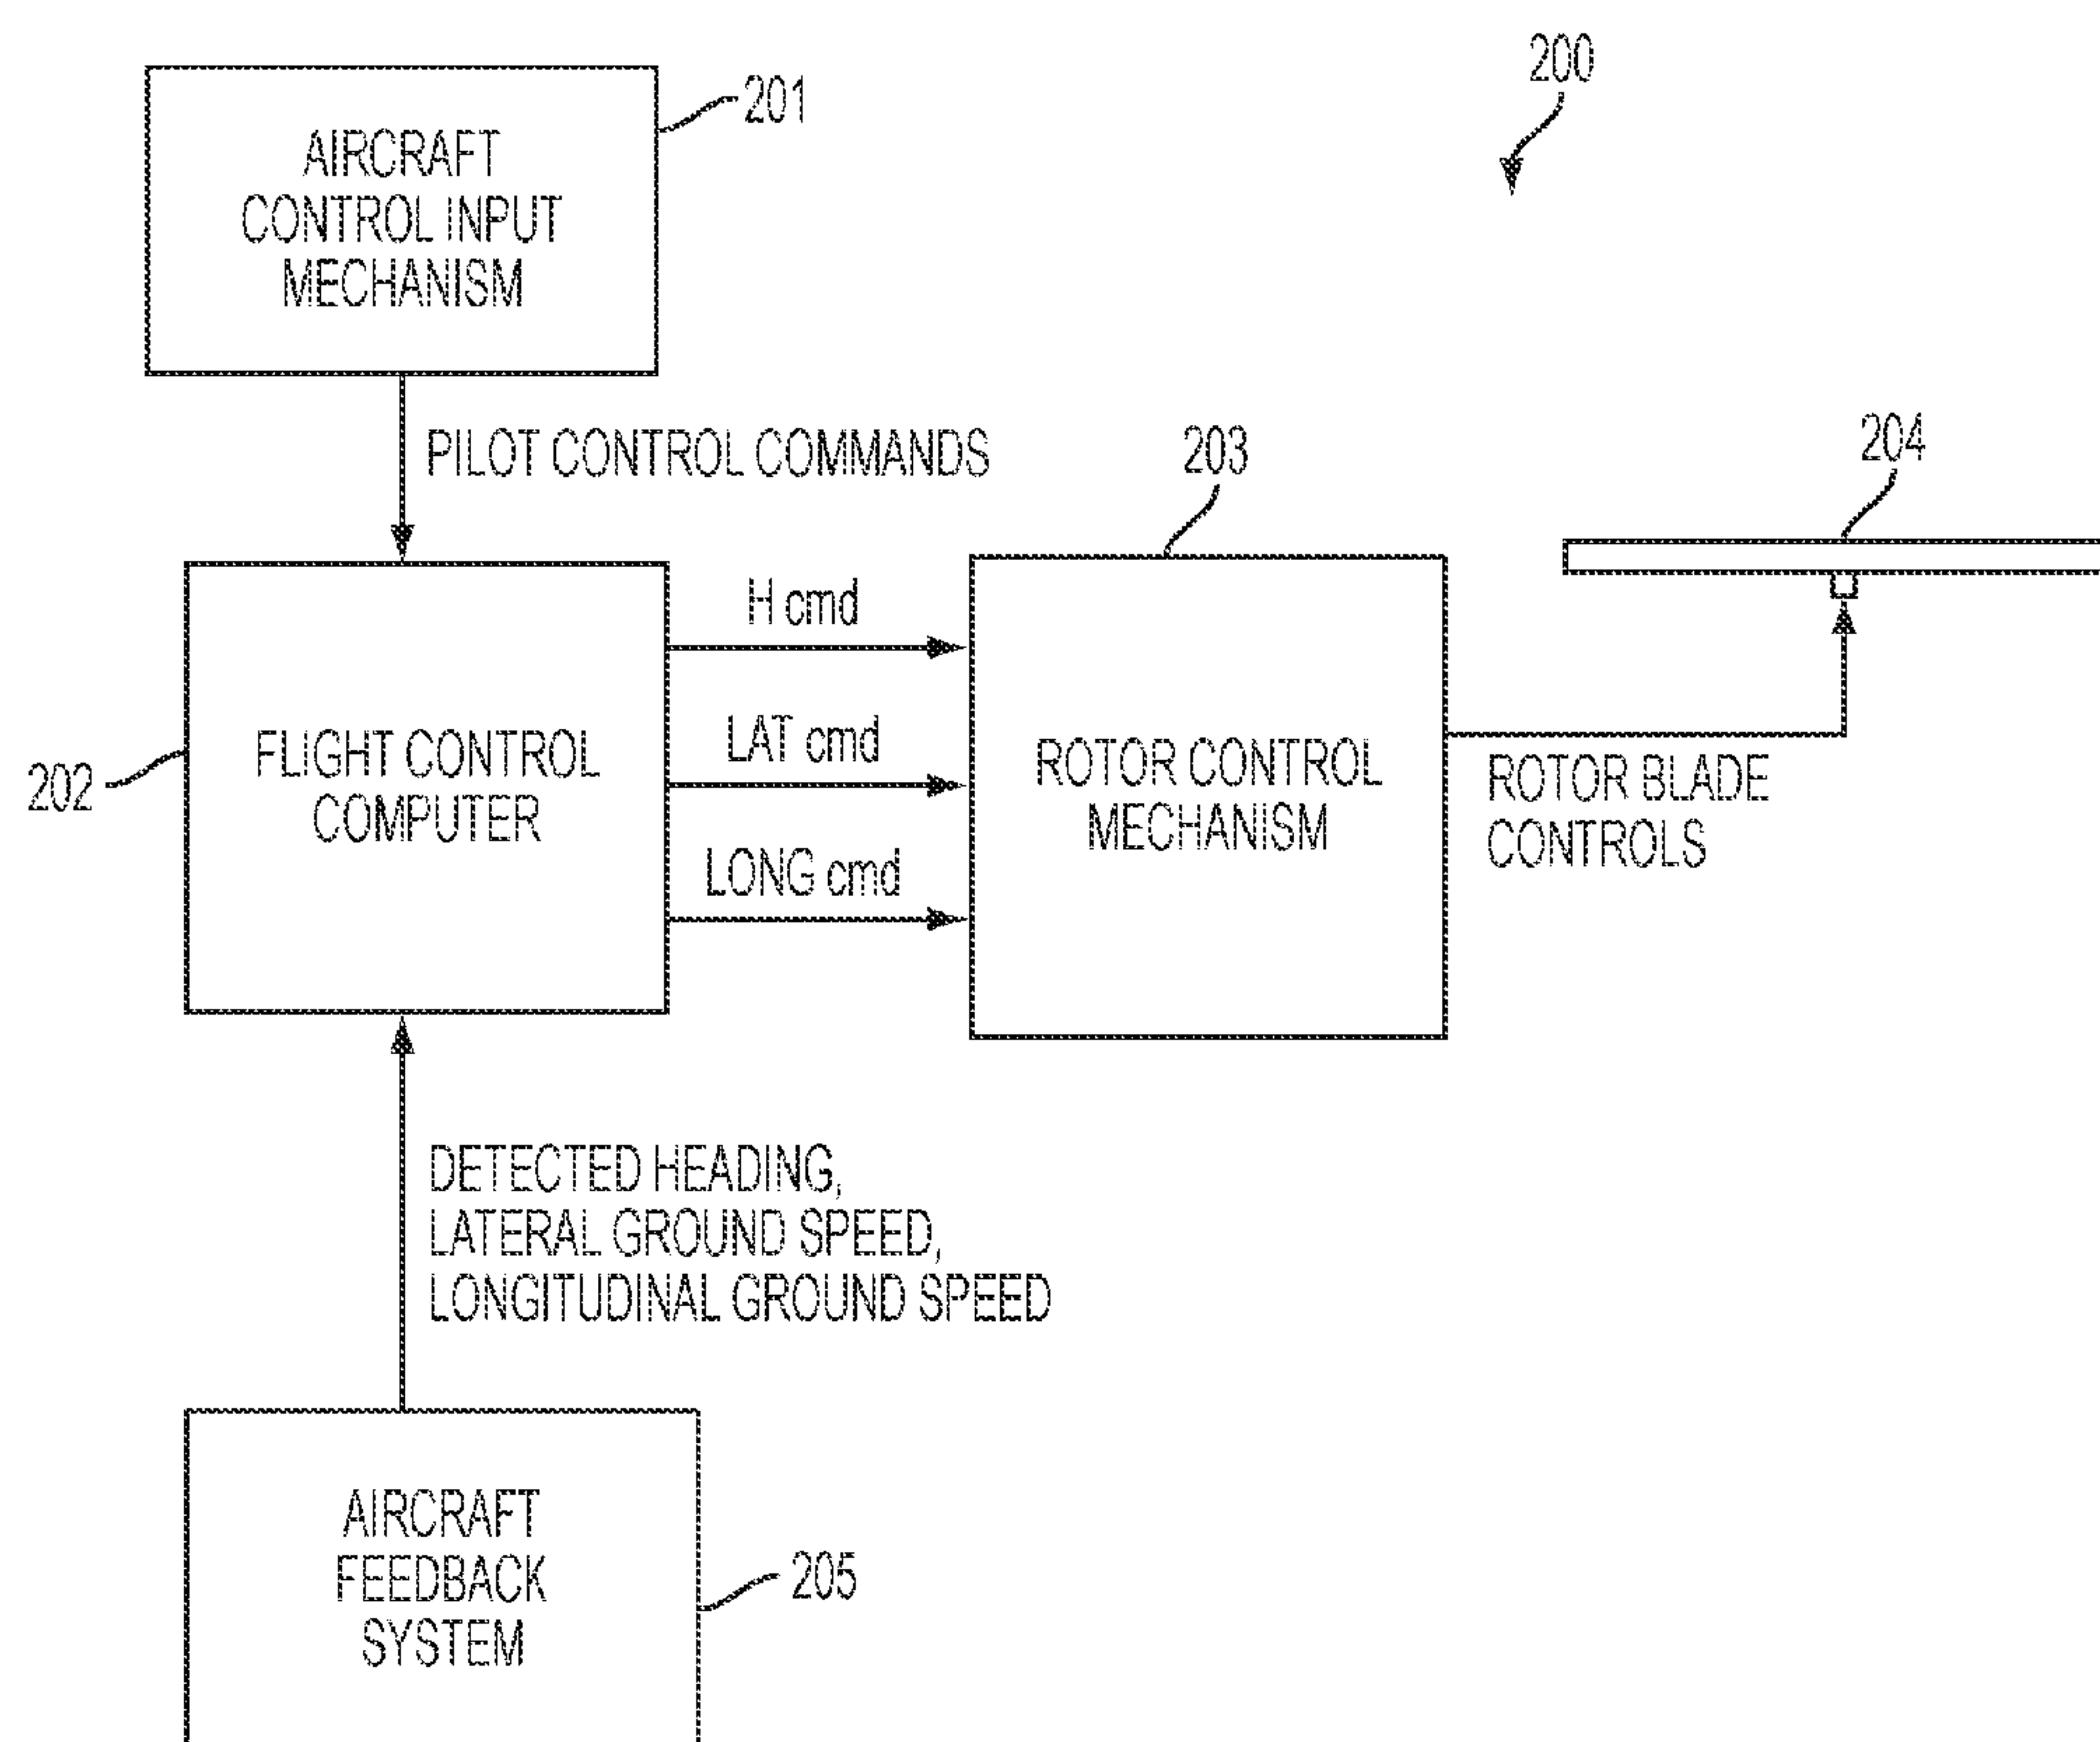 200
201
AIRCRAFT
CONTROL INPUT
MECHANISM
PILOT CONTROL COMMANDS
203
204
H cmd
LAT cmd
LONG cmd
202
FLIGHT CONTROL
COMPUTER
ROTOR CONTROL
MECHANISM
ROTOR BLADE
CONTROLS
DETECTED HEADING,
LATERAL GROUND SPEED,
LONGITUDINAL GROUND SPEED
AIRCRAFT
FEEDBACK
SYSTEM
205